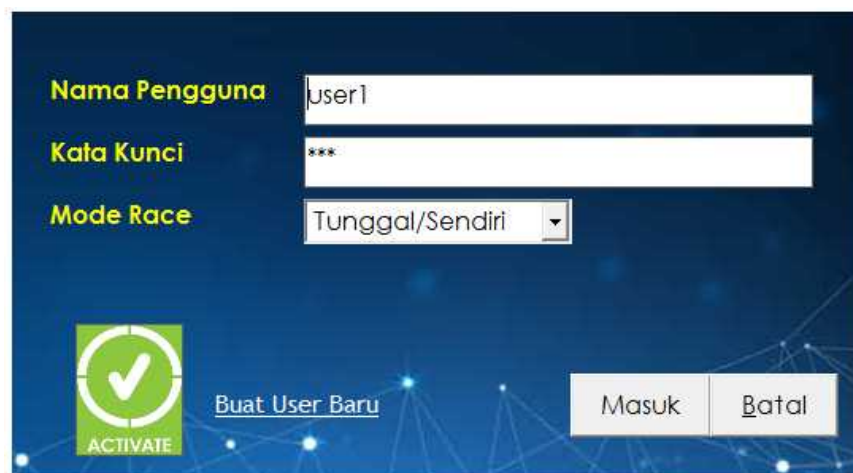 Nama Pengguna user1
Kata Kunci ***
Mode Race Tunggal/Sendiri
ACTIVATE
Buat User Baru
Masuk Batal